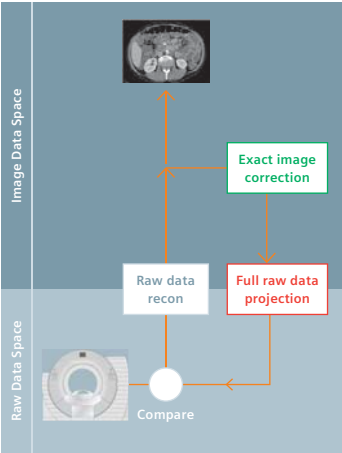 Image Data Space
Exact image
correction
Raw data
recon
Full raw data
projection
Raw Data Space
Compare